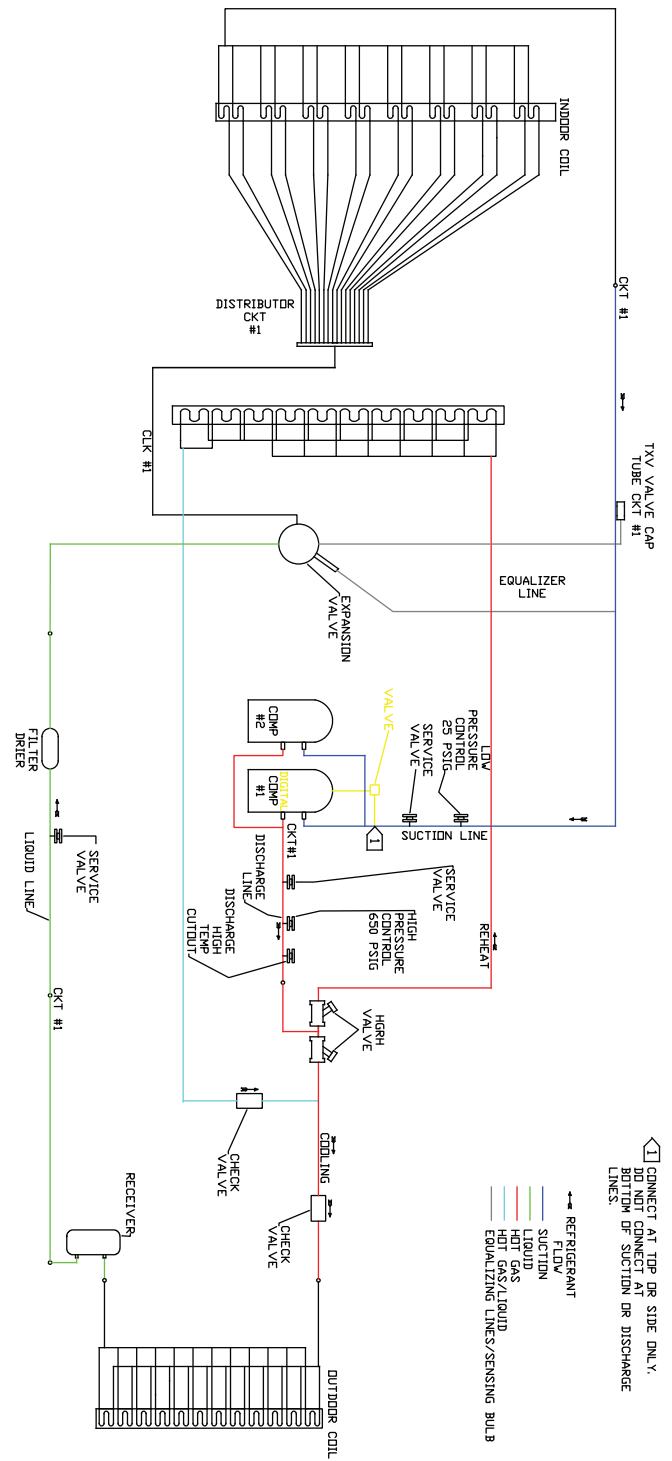 INDOOR COIL
CKT #1
DISTRIBUTOR
CKT
#1
CLK #1
TXV VALVE CAP
TUBE CKT #1
EQUALIZER
LINE
EXPANSION
VALVE
VALVE
LOW
PRESSURE
CONTROL
25 PSIG
SERVICE
VALVE
COMP
#2
DIGITAL
COMP
#1
CKT#1
SUCTION LINE
1
FILTER
DRIER
SERVICE
VALVE
LIQUID LINE
CKT #1
DISCHARGE
LINE
DISCHARGE
HIGH
TEMP
CUTOUT
SERVICE
VALVE
HIGH
PRESSURE
CONTROL
650 PSIG
REHEAT
HGRH
VALVE
CHECK
VALVE
COOLING
CHECK
VALVE
RECEIVER
OUTDOOR COIL
1
CONNECT AT TOP OR SIDE ONLY.
DO NOT CONNECT AT
BOTTOM OF SUCTION OR DISCHARGE
LINES.
REFRIGERANT
FLOW
SUCTION
LIQUID
HOT GAS
HOT GAS/LIQUID
EQUALIZING LINES/SENSING BULB